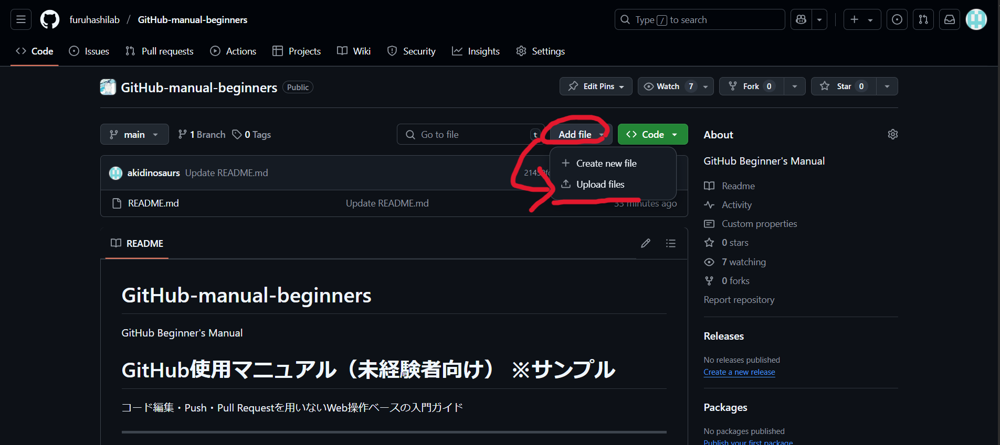 furuhashilab / GitHub-manual-beginners
Type / to search
Code Issues Pull requests Actions Projects Wiki Security Insights Settings
GitHub-manual-beginners Public
Edit Pins Watch 7 Fork 0 Star 0
main 1 Branch 0 Tags
Go to file t Add file Code
Create new file
Upload files
akidinosaurs Update README.md
README.md Update README.md 33 minutes ago
README
GitHub-manual-beginners
GitHub Beginner's Manual
GitHub使用マニュアル（未経験者向け） ※サンプル
コード編集・Push・Pull Requestを用いないWeb操作ベースの入門ガイド
About
GitHub Beginner's Manual
Readme
Activity
Custom properties
0 stars
7 watching
0 forks
Report repository
Releases
No releases published
Create a new release
Packages
No packages published
Publish your first package